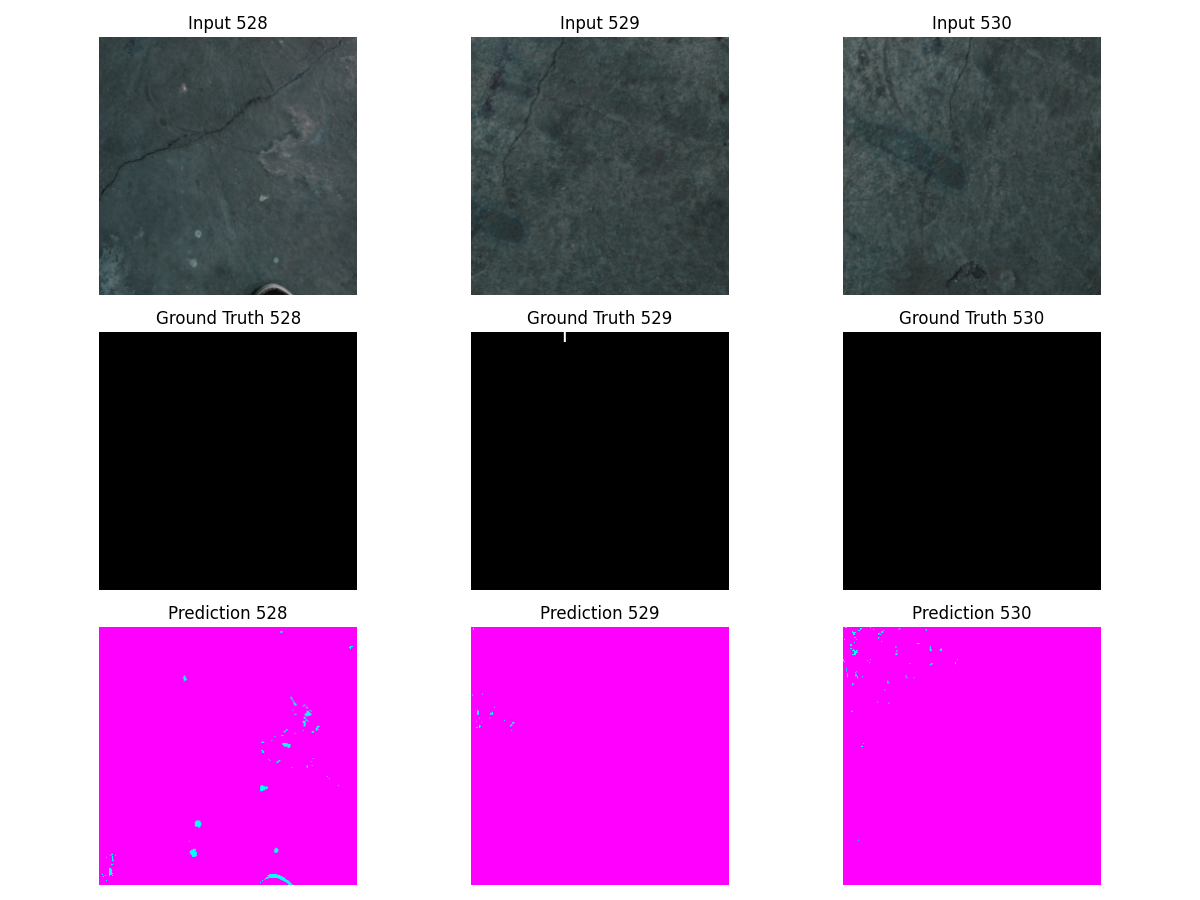 Input 528
Input 529
Input 530
Ground Truth 528
Ground Truth 529
Ground Truth 530
Prediction 528
Prediction 529
Prediction 530